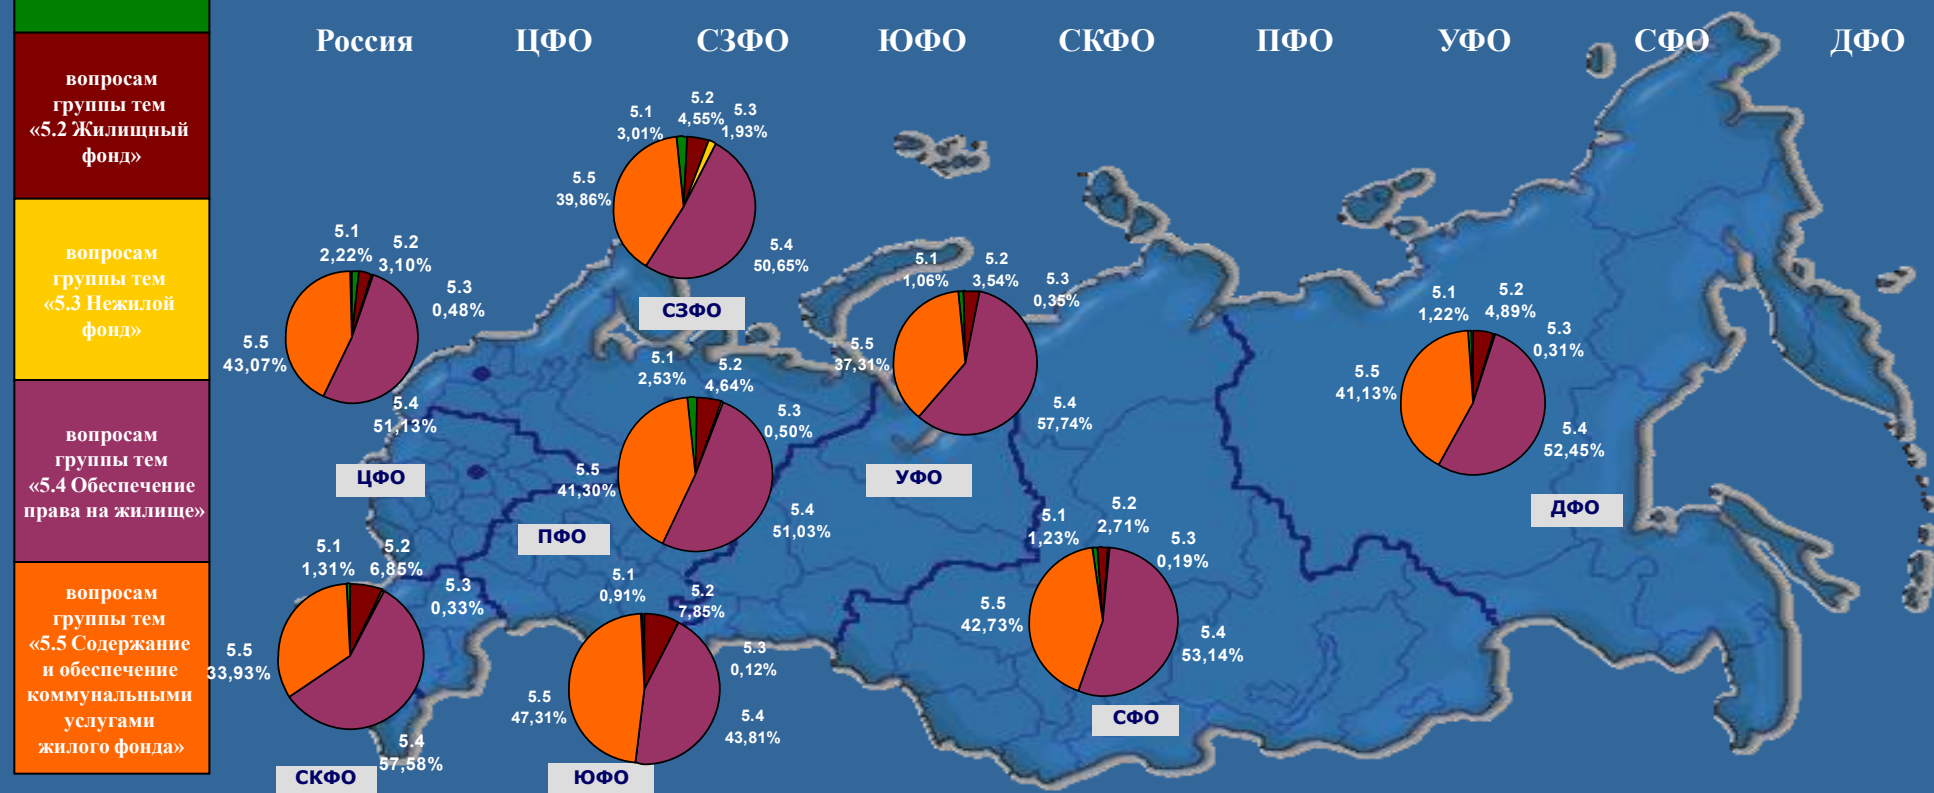 Россия ЦФО СЗФО ЮФО СКФО ПФО УФО СФО ДФО
вопросам
группы тем
«5.2 Жилищный
фонд»
вопросам
группы тем
«5.3 Нежилой
фонд»
вопросам
группы тем
«5.4 Обеспечение
права на жилище»
вопросам
группы тем
«5.5 Содержание
и обеспечение
коммунальными
услугами
жилого фонда»
5.1
3,01%
5.2
4,55%
5.3
1,93%
5.5
39,86%
5.4
50,65%
СЗФО
5.1
2,22%
5.2
3,10%
5.3
0,48%
5.5
43,07%
5.4
51,13%
ЦФО
5.1
2,53%
5.2
4,64%
5.3
0,50%
5.5
41,30%
5.4
51,03%
ПФО
5.1
1,06%
5.2
3,54%
5.3
0,35%
5.5
37,31%
5.4
57,74%
УФО
5.1
1,22%
5.2
4,89%
5.3
0,31%
5.5
41,13%
5.4
52,45%
ДФО
5.1
1,31%
5.2
6,85%
5.3
0,33%
5.5
33,93%
5.4
57,58%
СКФО
5.1
0,91%
5.2
7,85%
5.3
0,12%
5.5
47,31%
5.4
43,81%
ЮФО
5.1
1,23%
5.2
2,71%
5.3
0,19%
5.5
42,73%
5.4
53,14%
СФО